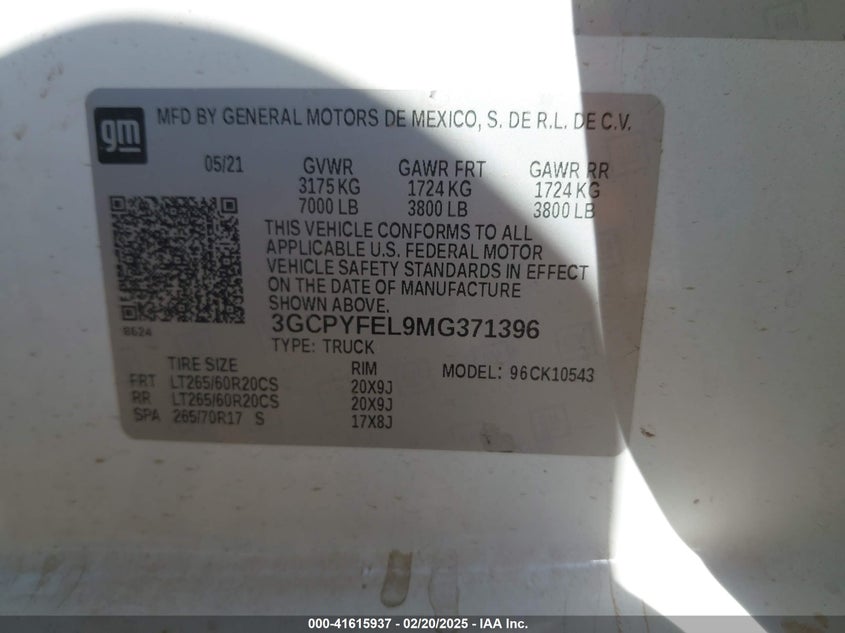 gm
MFD BY GENERAL MOTORS DE MEXICO, S. DE R.L. DE C.V.
05/21 GVWR GAWR FRT GAWR RR
3175 KG 1724 KG 1724 KG
7000 LB 3800 LB 3800 LB
THIS VEHICLE CONFORMS TO ALL
APPLICABLE U.S. FEDERAL MOTOR
VEHICLE SAFETY STANDARDS IN EFFECT
ON THE DATE OF MANUFACTURE
SHOWN ABOVE.
8624
3GCPYFEL9MG371396
TYPE: TRUCK
TIRE SIZE RIM MODEL: 96CK10543
FRT LT265/60R20CS 20X9J
RR LT265/60R20CS 20X9J
SPA 265/70R17 S 17X8J
000-41615937 - 02/20/2025 - IAA Inc.